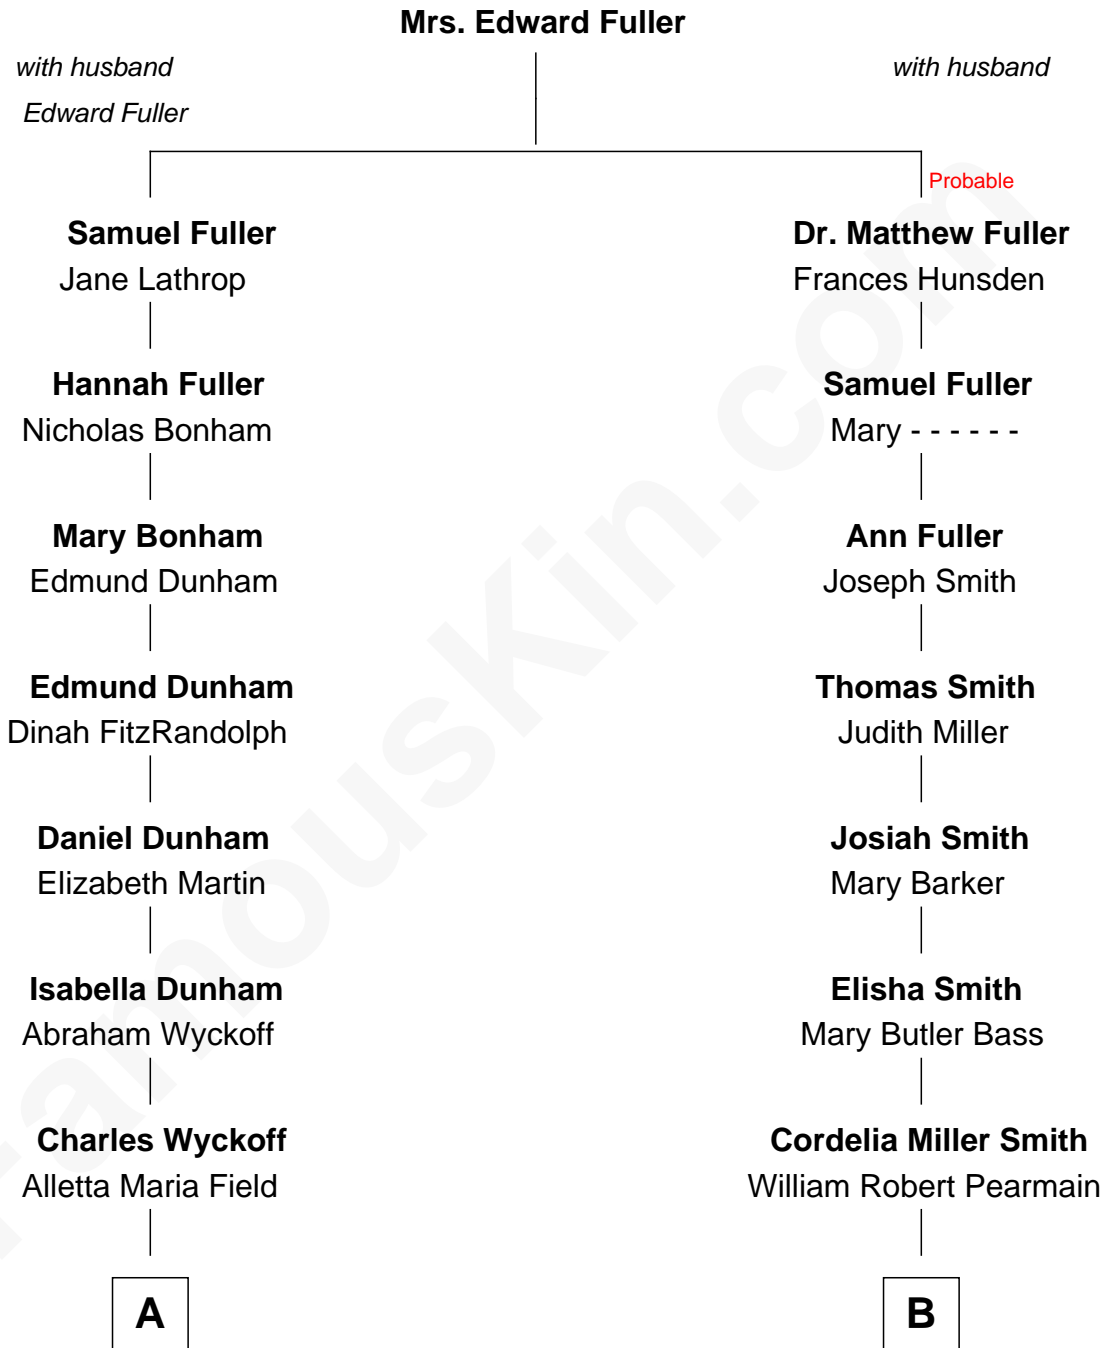 Mrs. Edward Fuller
with husband
with husband
Edward Fuller
Probable
Samuel Fuller
Dr. Matthew Fuller
Jane Lathrop
Frances Hunsden
Hannah Fuller
Samuel Fuller
Nicholas Bonham
Mary - - - - - -
Mary Bonham
Ann Fuller
Edmund Dunham
Joseph Smith
Edmund Dunham
Thomas Smith
Dinah FitzRandolph
Judith Miller
Daniel Dunham
Josiah Smith
Elizabeth Martin
Mary Barker
Isabella Dunham
Elisha Smith
Abraham Wyckoff
Mary Butler Bass
Charles Wyckoff
Cordelia Miller Smith
Alletta Maria Field
William Robert Pearmain
A
B
FamousKin.com